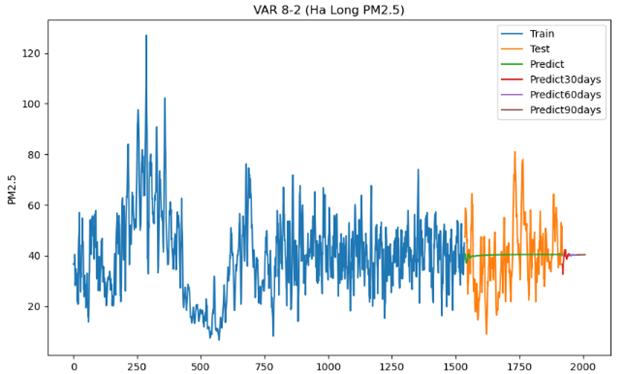 VAR 8-2 (Ha Long PM2.5)
Train
Test
Predict
Predict30days
Predict60days
Predict90days
PM2.5
120
100
80
60
40
20
0 250 500 750 1000 1250 1500 1750 2000